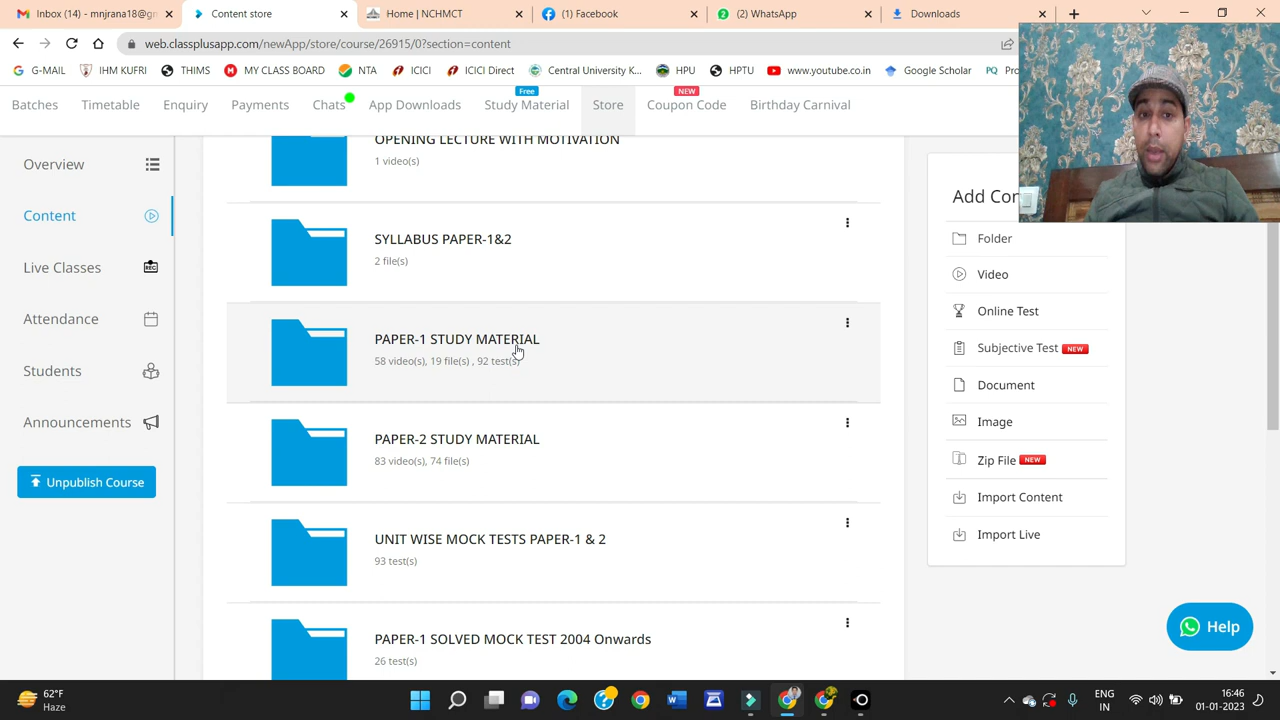 Inbox (14) - mnjrana18@gm
Content store
Home | NCHMCT
(1) Facebook
(2) WhatsApp
Downloads
web.classplusapp.com/newApp/store/course/26915/0?section=content
G-MAIL
IHM KUFRI
THIMS
MY CLASS BOARD
NTA
ICICI
ICICI Direct
Central University K...
HPU
HPTU
www.youtube.co.in
Google Scholar
PQ Pro
Batches
Timetable
Enquiry
Payments
Chats
App Downloads
Free
Study Material
Store
NEW
Coupon Code
Birthday Carnival
Overview
Content
Live Classes
REC
Attendance
Students
Announcements
Unpublish Course
OPENING LECTURE WITH MOTIVATION
1 video(s)
SYLLABUS PAPER-1&2
2 file(s)
PAPER-1 STUDY MATERIAL
58 video(s), 19 file(s) , 92 test(s)
PAPER-2 STUDY MATERIAL
83 video(s), 74 file(s)
UNIT WISE MOCK TESTS PAPER-1 & 2
93 test(s)
PAPER-1 SOLVED MOCK TEST 2004 Onwards
26 test(s)
Add Con
Folder
Video
Online Test
Subjective Test NEW
Document
Image
Zip File NEW
Import Content
Import Live
Help
62°F
Haze
ENG
IN
16:46
01-01-2023